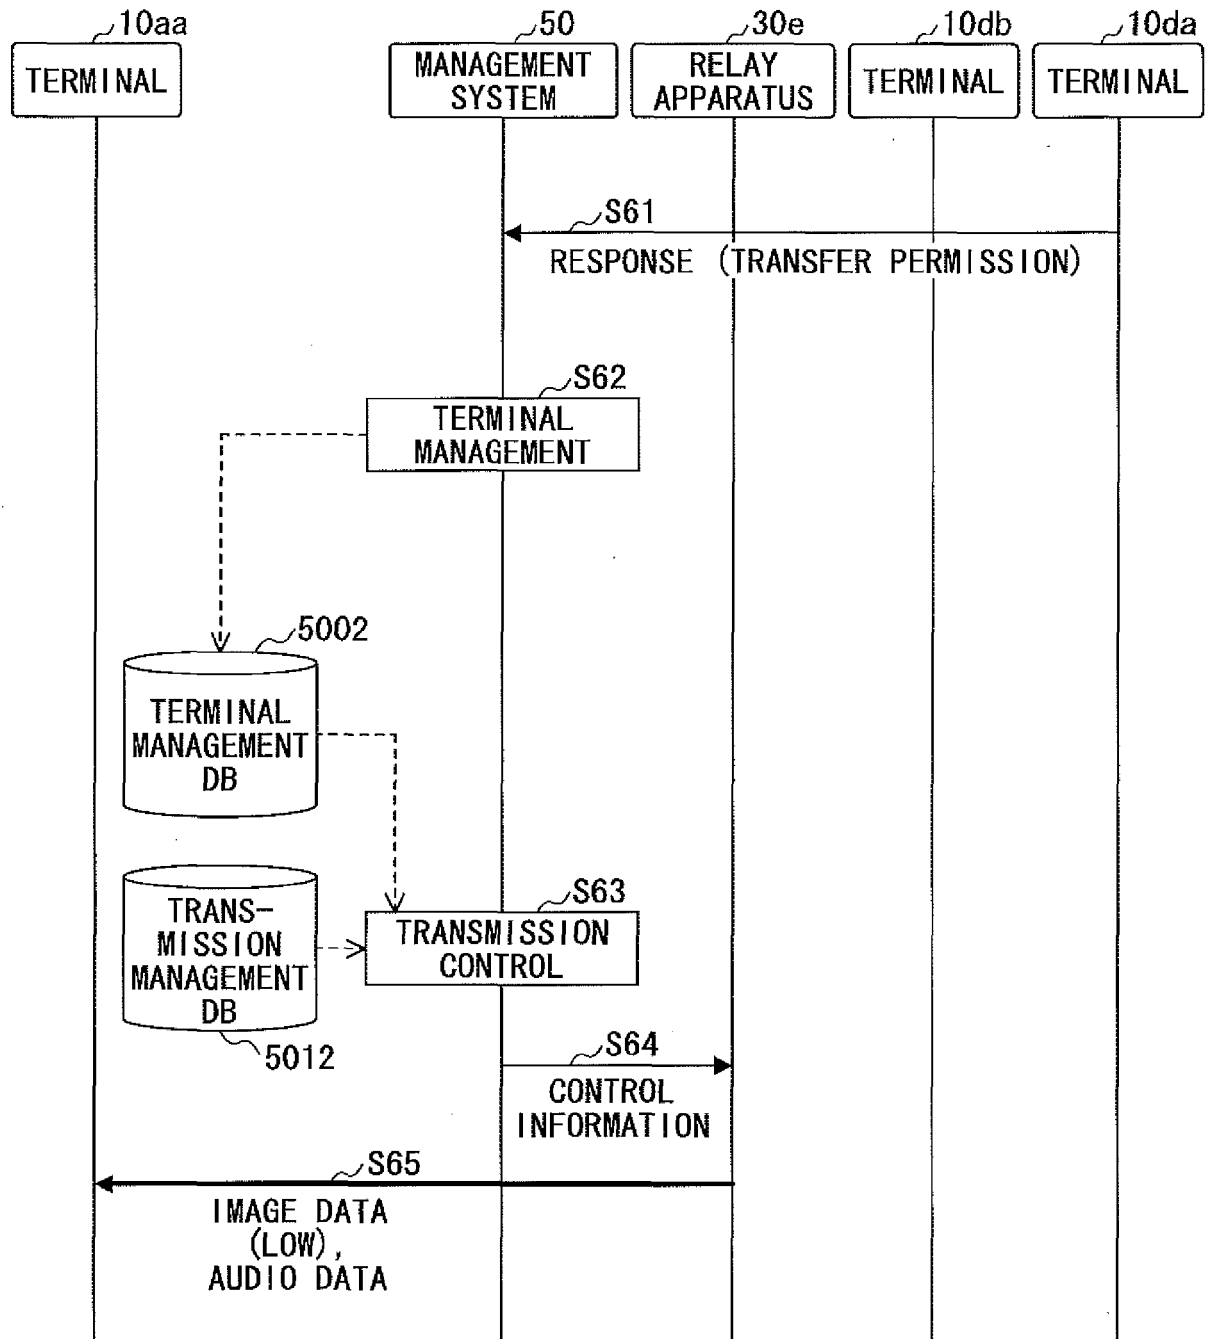 10aa
50
30e
10db
10da
TERMINAL
MANAGEMENT
SYSTEM
RELAY
APPARATUS
TERMINAL
TERMINAL
S61
RESPONSE (TRANSFER PERMISSION)
S62
TERMINAL
MANAGEMENT
5002
TERMINAL
MANAGEMENT
DB
S63
TRANS-
MISSION
MANAGEMENT
DB
TRANSMISSION
CONTROL
5012
S64
CONTROL
INFORMATION
S65
IMAGE DATA
(LOW),
AUDIO DATA